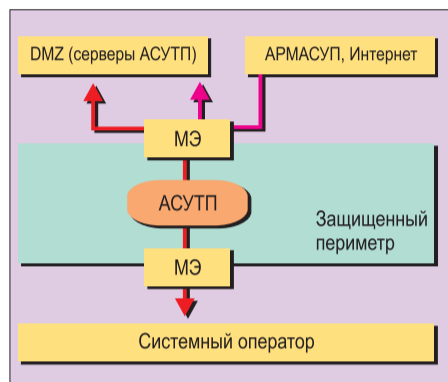 DMZ (серверы АСУТП)
АРМАСУП, Интернет
МЭ
АСУТП
Защищенный
периметр
МЭ
Системный оператор